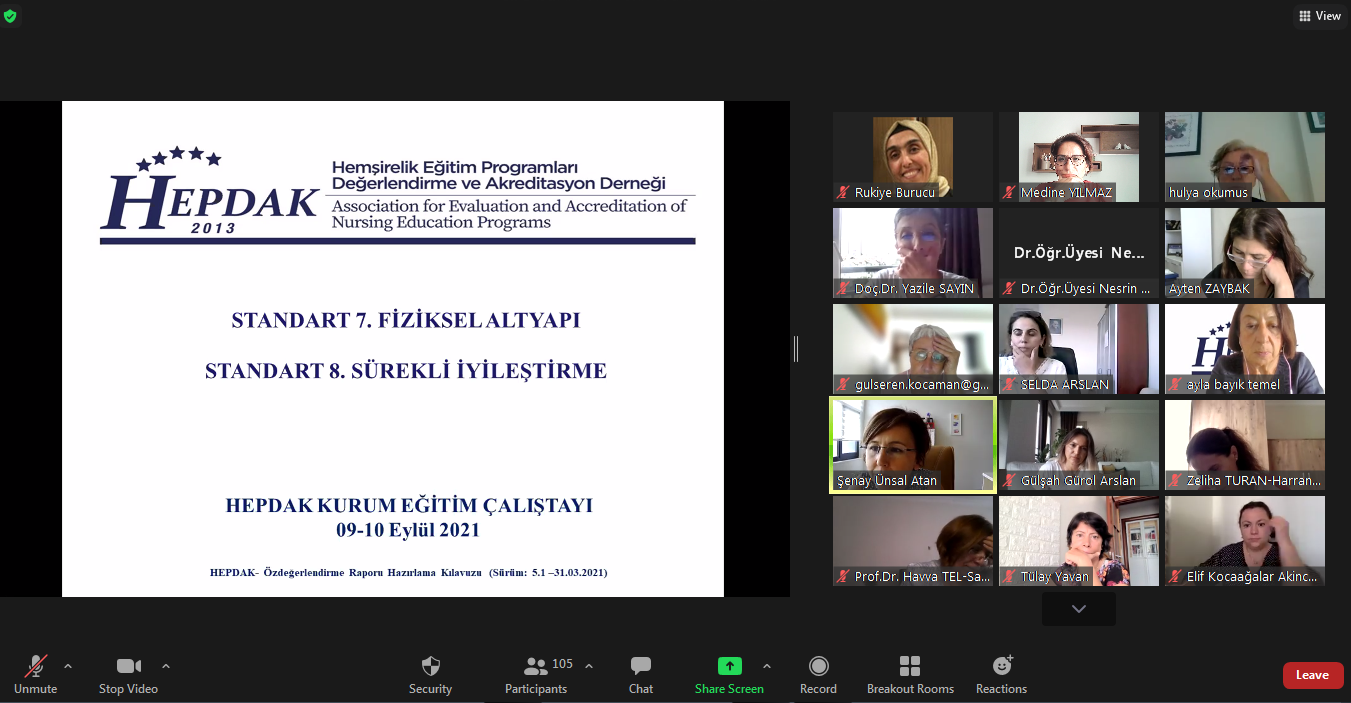 View
HEPDAK
2013
Hemşirelik Eğitim Programları
Değerlendirme ve Akreditasyon Derneği
Association for Evaluation and Accreditation of
Nursing Education Programs
STANDART 7. FİZİKSEL ALTYAPI
STANDART 8. SÜREKLİ İYİLEŞTİRME
HEPDAK KURUM EĞİTİM ÇALIŞTAYI
09-10 Eylül 2021
HEPDAK- Özdeğerlendirme Raporu Hazırlama Kılavuzu (Sürüm: 5.1 –31.03.2021)
Rukiye Burucu
Medine YILMAZ
hulya okumus
Doç.Dr. Yazile SAYIN
Dr.Öğr.Üyesi Ne...
Dr.Öğr.Üyesi Nesrin ...
Ayten ZAYBAK
gulseren.kocaman@g...
SELDA ARSLAN
H
ayla bayık temel
Şenay Ünsal Atan
Gülşah Gürol Arslan
Zeliha TURAN-Harran...
Prof.Dr. Havva TEL-Sa...
Tülay Yavan
Elif Kocaağalar Akinc...
Unmute
Stop Video
Security
105
Participants
Chat
Share Screen
Record
Breakout Rooms
Reactions
Leave